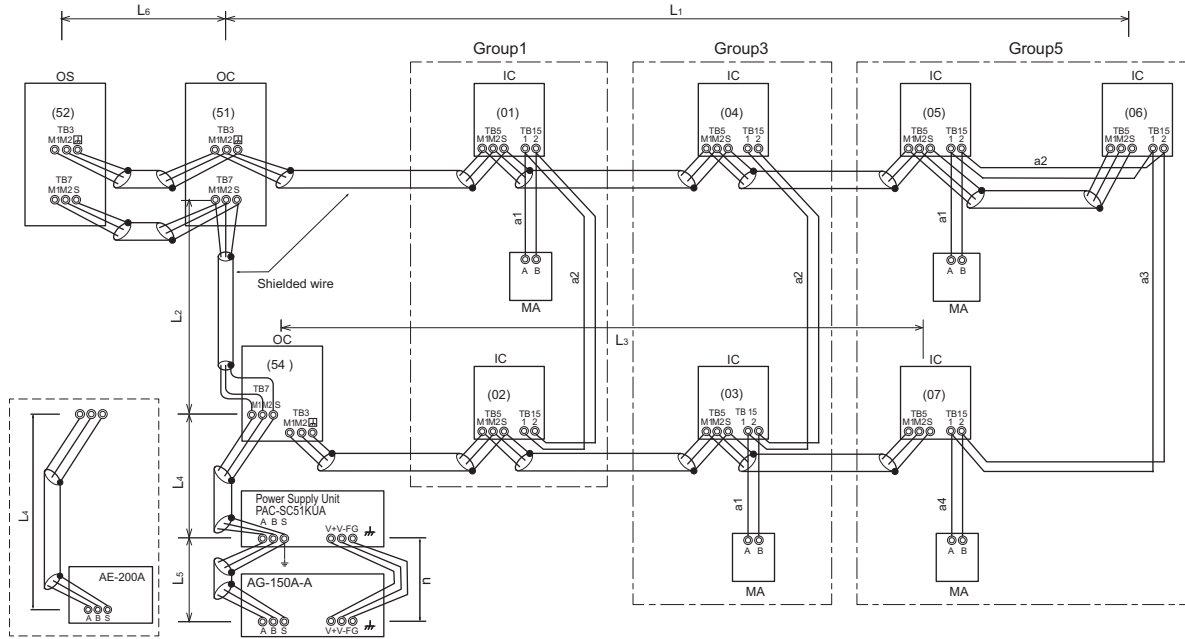 L6
L1
Group1
Group3
Group5
OS
OC
IC
IC
IC
IC
(52)
(51)
(01)
(04)
(05)
(06)
TB3
M1M2
TB3
M1M2
TB5
M1M2S
TB15
1 2
TB5
M1M2S
TB15
1 2
TB5
M1M2S
TB15
1 2
TB5
M1M2S
TB15
1 2
a2
TB7
M1M2 S
TB7
M1M2 S
a1
a1
A B
MA
A B
MA
a2
a2
a3
Shielded wire
L2
L3
OC
IC
IC
IC
(54 )
(02)
(03)
(07)
TB7
M1M2 S
TB3
M1M2
TB5
M1M2S
TB15
1 2
TB5
M1M2S
TB 15
1 2
TB5
M1M2S
TB15
1 2
L4
L4
Power Supply Unit
PAC-SC51KUA
A B S
V+V-FG
a1
a4
A B
MA
A B
MA
L5
n
AE-200A
A B S
AG-150A-A
A B S
V+V-FG